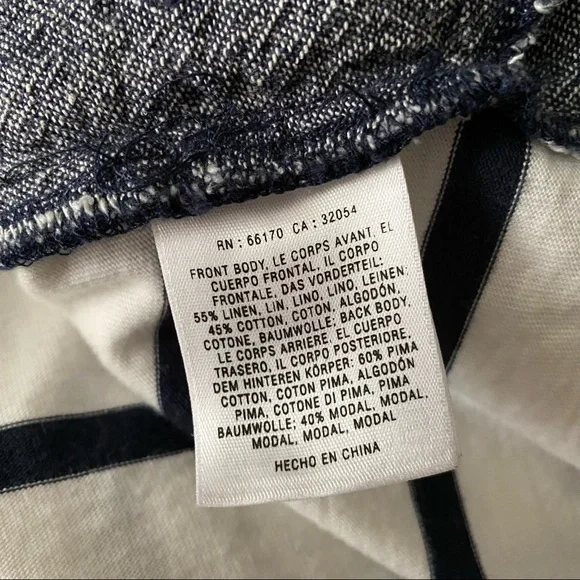 RN : 66170 CA : 32054
FRONT BODY, LE CORPS AVANT, EL
CUERPO FRONTAL, IL CORPO
FRONTALE, DAS VORDERTEIL:
55% LINEN, LIN, LINO, LINO, LEINEN:
45% COTTON, COTON, ALGODÓN,
COTONE, BAUMWOLLE; BACK BODY,
LE CORPS ARRIERE, EL CUERPO
TRASERO, IL CORPO POSTERIORE,
DEM HINTEREN KÖRPER: 60% PIMA
COTTON, COTON PIMA, ALGODÓN
PIMA, COTONE DI PIMA, PIMA
BAUMWOLLE; 40% MODAL, MODAL,
MODAL, MODAL, MODAL
HECHO EN CHINA